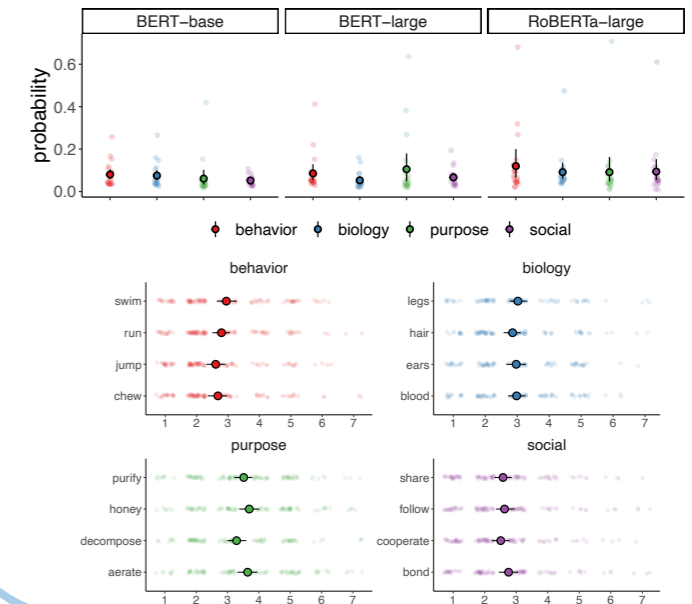 BERT−base BERT−large RoBERTa−large
probability
0.6
0.4
0.2
0.0
behavior biology purpose social
behavior biology
swim legs
run hair
jump ears
chew blood
1 2 3 4 5 6 7 1 2 3 4 5 6 7
purpose social
purify share
honey follow
decompose cooperate
aerate bond
1 2 3 4 5 6 7 1 2 3 4 5 6 7